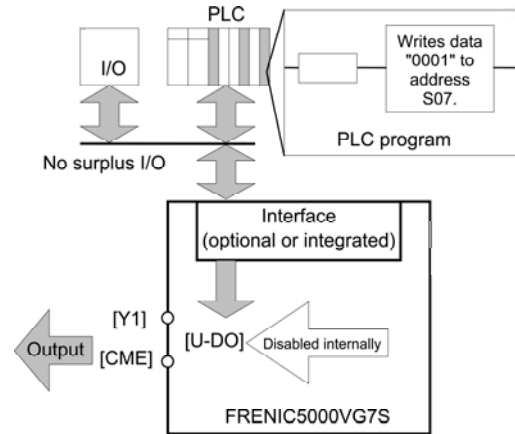 PLC
I/O
Writes data
"0001" to
address
S07.
PLC program
No surplus I/O
Interface
(optional or integrated)
[Y1]
[U-DO]
Disabled internally
Output
[CME]
FRENIC5000VG7S